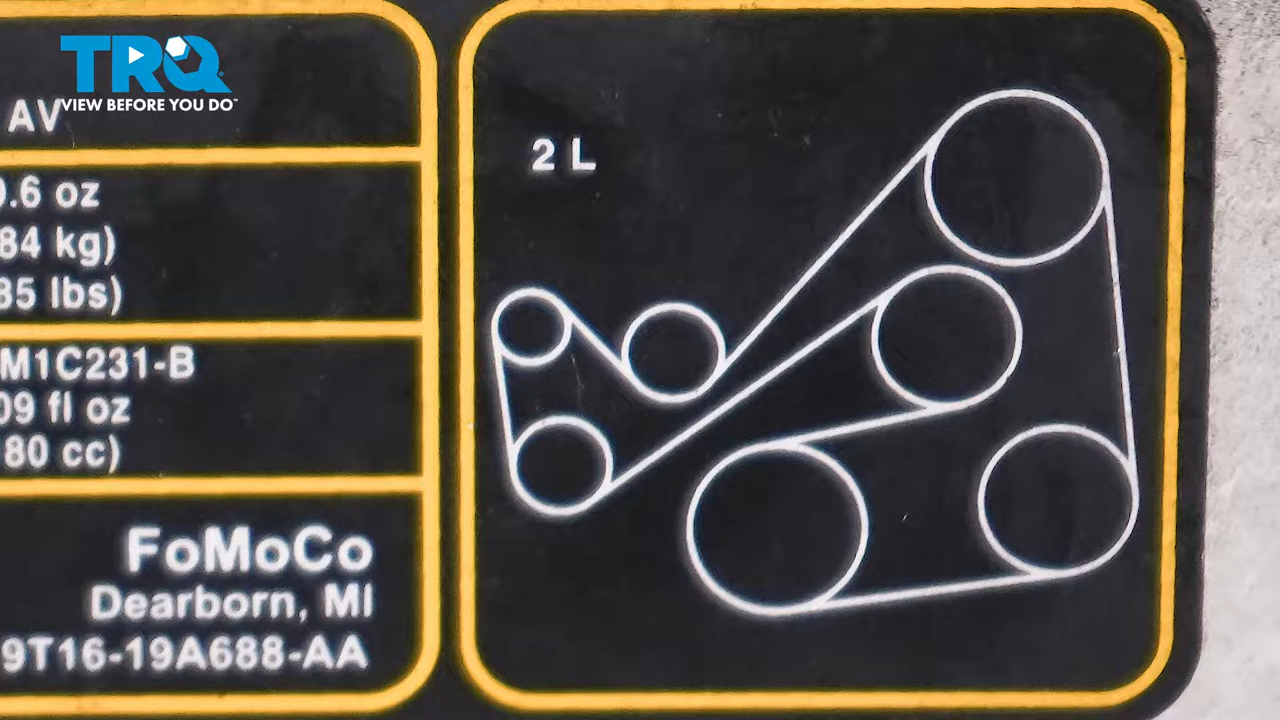 TRQ
VIEW BEFORE YOU DO™
AV
.6 oz
84 kg)
85 lbs)
M1C231-B
09 fl oz
80 cc)
FoMoCo
Dearborn, MI
9T16-19A688-AA
2 L